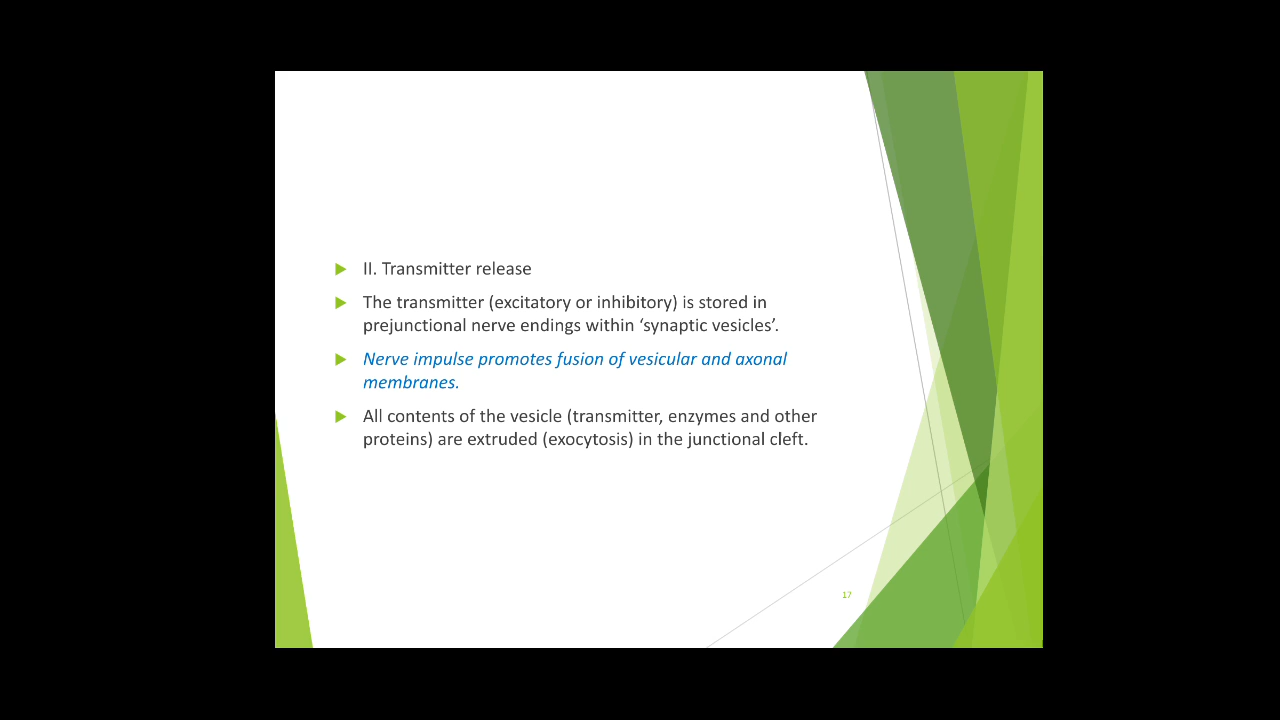 II. Transmitter release
The transmitter (excitatory or inhibitory) is stored in
prejunctional nerve endings within ‘synaptic vesicles’.
Nerve impulse promotes fusion of vesicular and axonal
membranes.
All contents of the vesicle (transmitter, enzymes and other
proteins) are extruded (exocytosis) in the junctional cleft.
17